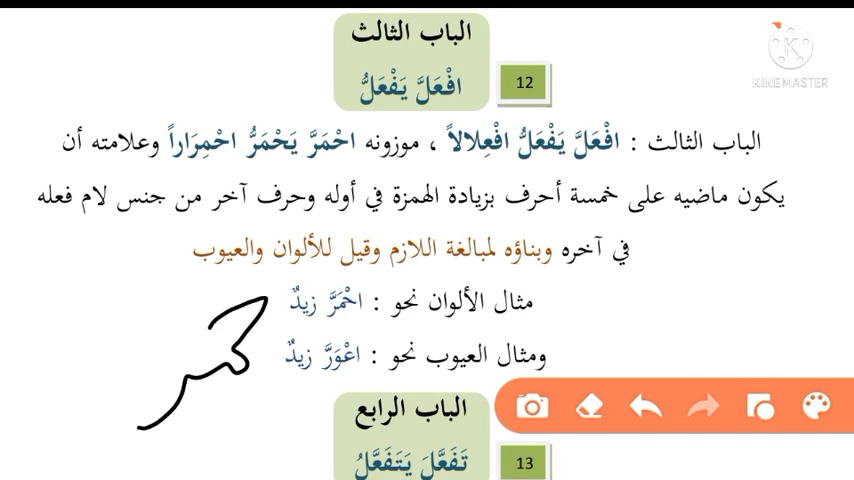 الباب الثالث
افْعَلَّ يَفْعَلُّ
12
KINEMASTER
الباب الثالث : افْعَلَّ يَفْعَلُّ افْعِلالاً ، موزونه احْمَرَّ يَحْمَرُّ احْمِرَاراً وعلامته أن
يكون ماضيه على خمسة أحرف بزيادة الهمزة في أوله وحرف آخر من جنس لام فعله
في آخره وبناؤه لمبالغة اللازم وقيل للألوان والعيوب
مثال الألوان نحو : احْمَرَّ زيدٌ
ومثال العيوب نحو : اعْوَرَّ زيدٌ
حمر
الباب الرابع
تَفَعَّلَ يَتَفَعَّلُ
13